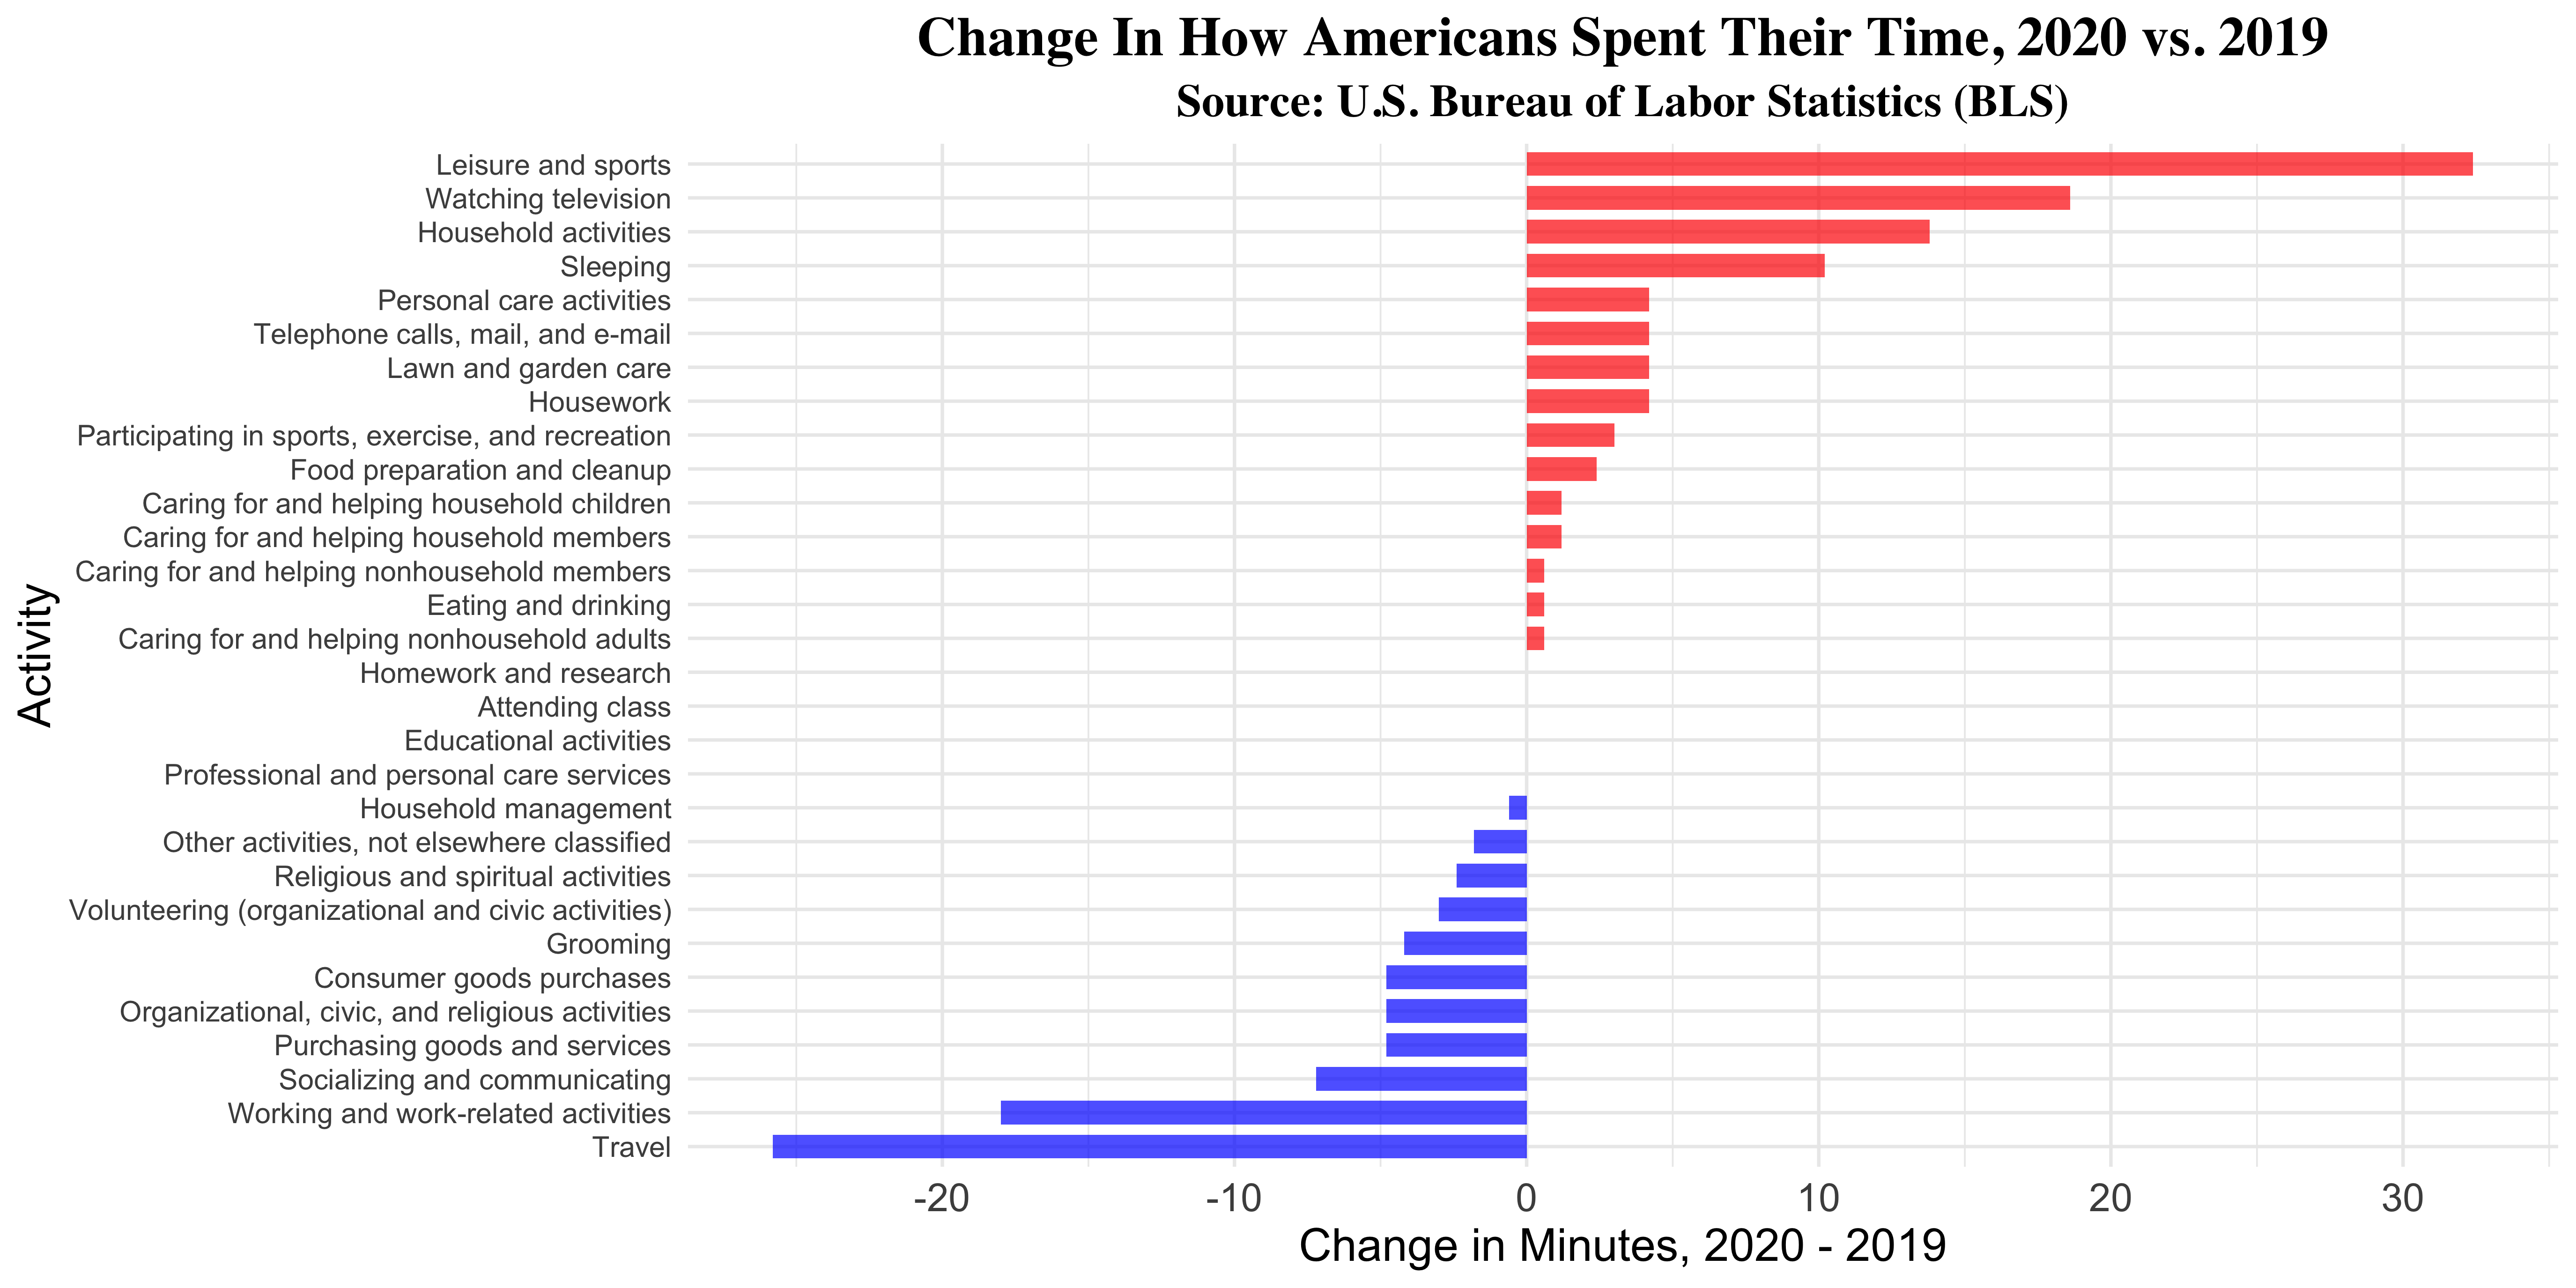 Change In How Americans Spent Their Time, 2020 vs. 2019
Source: U.S. Bureau of Labor Statistics (BLS)
Leisure and sports
Watching television
Household activities
Sleeping
Personal care activities
Telephone calls, mail, and e-mail
Lawn and garden care
Housework
Participating in sports, exercise, and recreation
Food preparation and cleanup
Caring for and helping household children
Caring for and helping household members
Caring for and helping nonhousehold members
Eating and drinking
Caring for and helping nonhousehold adults
Homework and research
Attending class
Educational activities
Professional and personal care services
Household management
Other activities, not elsewhere classified
Religious and spiritual activities
Volunteering (organizational and civic activities)
Grooming
Consumer goods purchases
Organizational, civic, and religious activities
Purchasing goods and services
Socializing and communicating
Working and work-related activities
Travel
Activity
-20 -10 0 10 20 30
Change in Minutes, 2020 - 2019